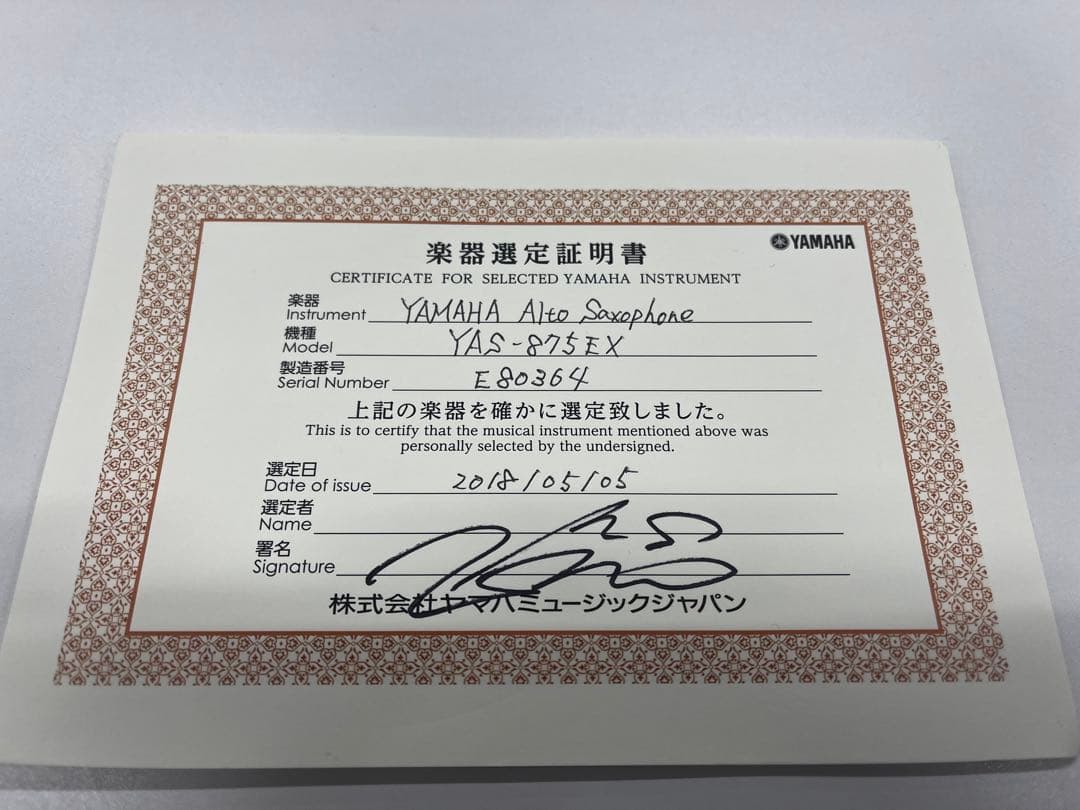 YAMAHA
楽器選定証明書
CERTIFICATE FOR SELECTED YAMAHA INSTRUMENT
楽器
Instrument YAMAHA Alto Saxophone
機種
Model YAS-875EX
製造番号
Serial Number E80364
上記の楽器を確かに選定致しました。
This is to certify that the musical instrument mentioned above was
personally selected by the undersigned.
選定日
Date of issue 2018/05/05
選定者
Name
署名
Signature
株式会社ヤマハミュージックジャパン